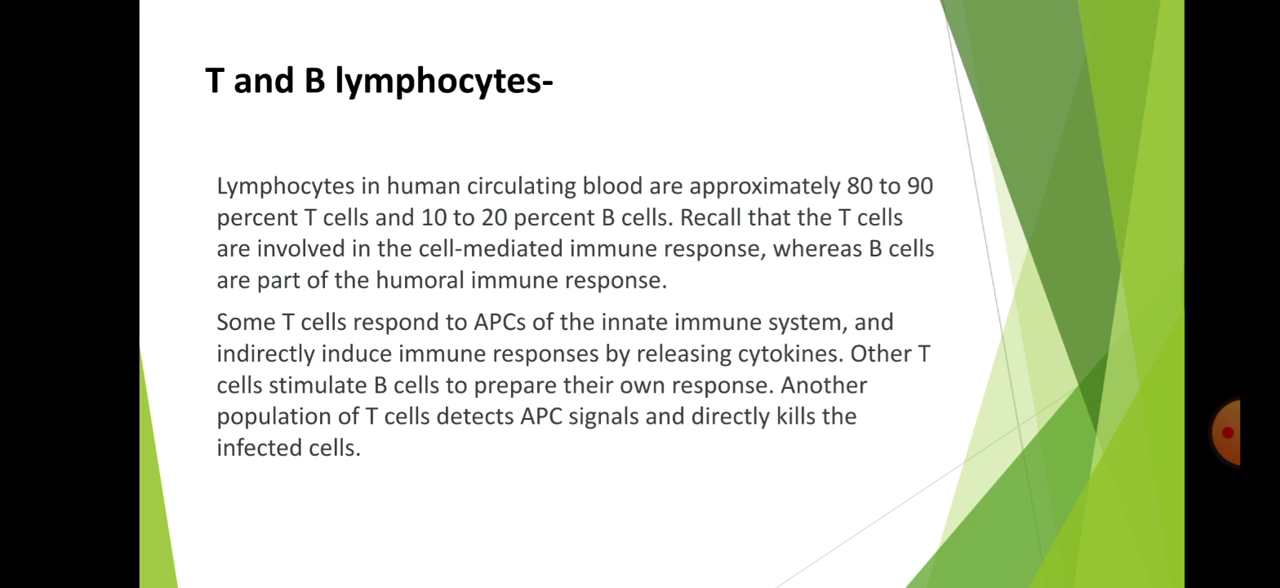 T and B lymphocytes-
Lymphocytes in human circulating blood are approximately 80 to 90
percent T cells and 10 to 20 percent B cells. Recall that the T cells
are involved in the cell-mediated immune response, whereas B cells
are part of the humoral immune response.
Some T cells respond to APCs of the innate immune system, and
indirectly induce immune responses by releasing cytokines. Other T
cells stimulate B cells to prepare their own response. Another
population of T cells detects APC signals and directly kills the
infected cells.